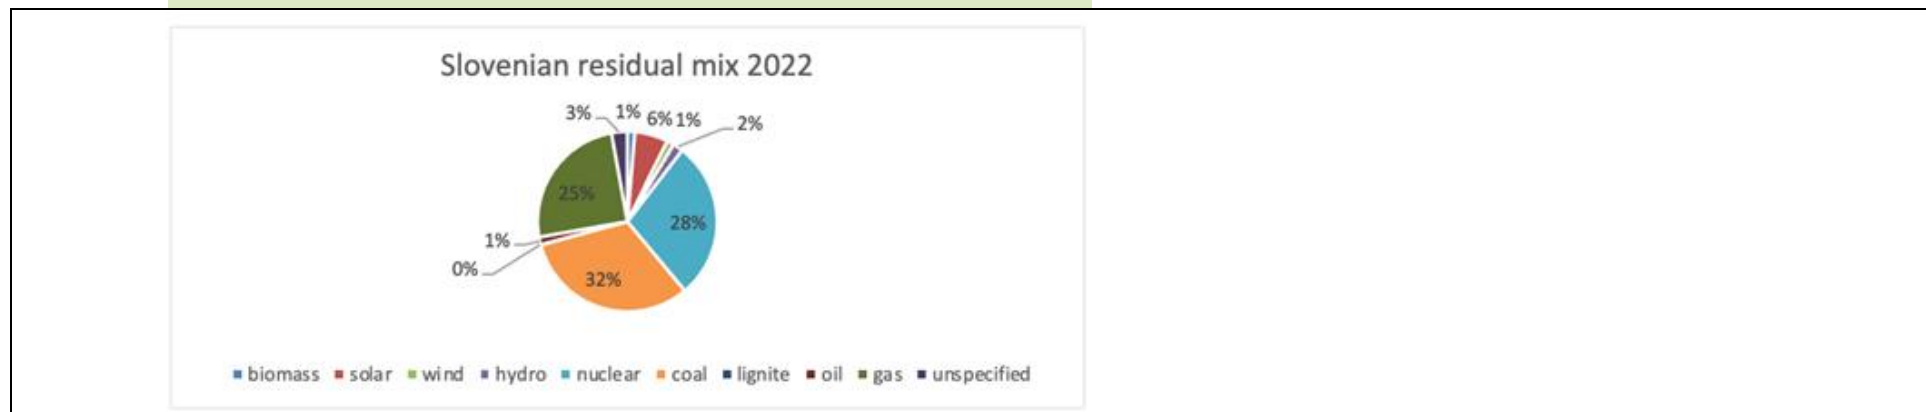 Slovenian residual mix 2022
3% 1% 6% 1% 2%
25%
28%
1%
0%
32%
biomass solar wind hydro nuclear coal lignite oil gas unspecified